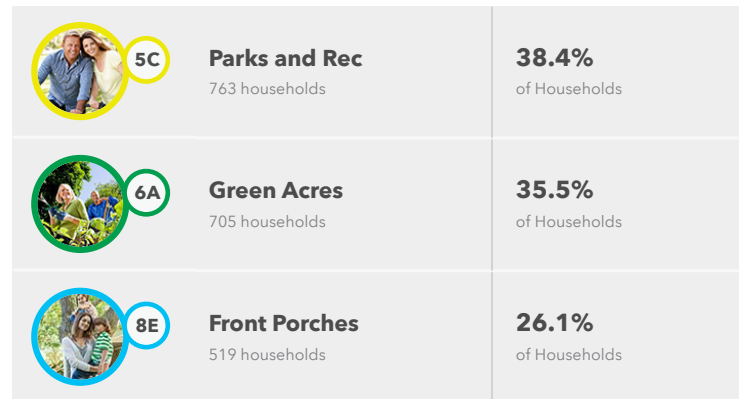 5C
Parks and Rec
763 households
38.4%
of Households
6A
Green Acres
705 households
35.5%
of Households
8E
Front Porches
519 households
26.1%
of Households